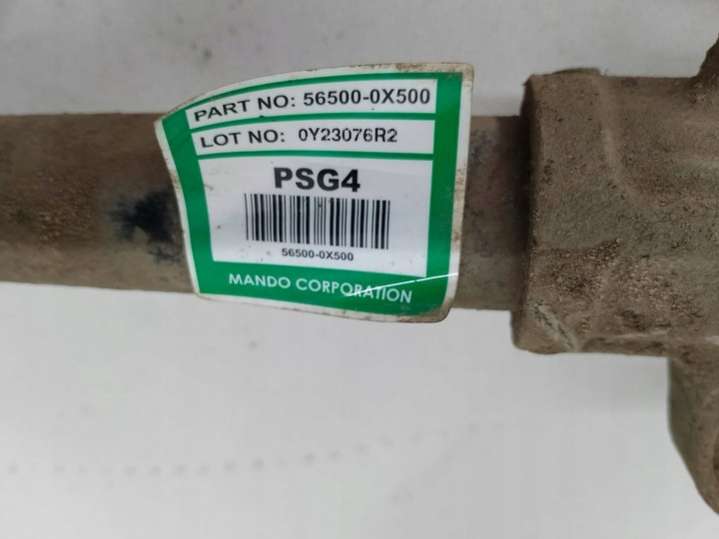 PART NO: 56500-0X500
LOT NO: 0Y23076R2
PSG4
56500-0X500
MANDO CORPORATION